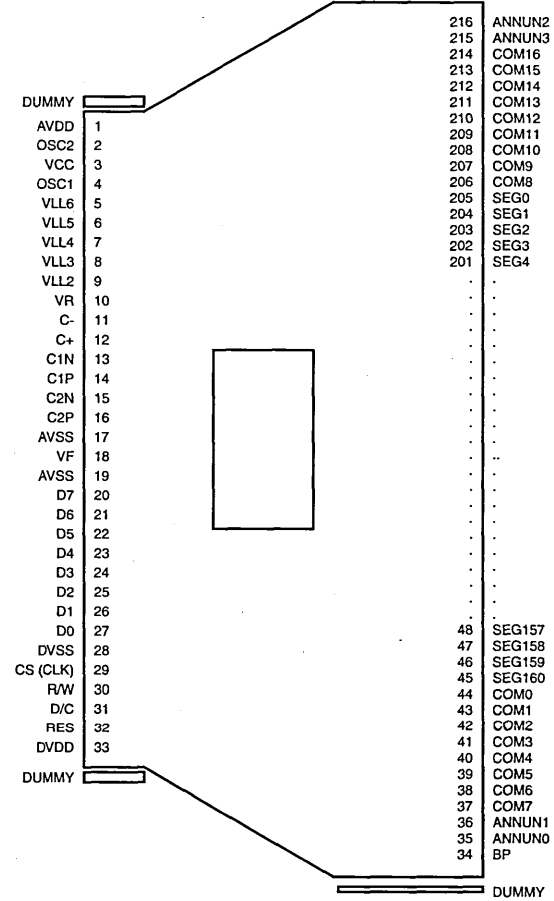 DUMMY
AVDD 1
OSC2 2
VCC 3
OSC1 4
VLL6 5
VLL5 6
VLL4 7
VLL3 8
VLL2 9
VR 10
C- 11
C+ 12
C1N 13
C1P 14
C2N 15
C2P 16
AVSS 17
VF 18
AVSS 19
D7 20
D6 21
D5 22
D4 23
D3 24
D2 25
D1 26
D0 27
DVSS 28
CS (CLK) 29
R/W 30
D/C 31
RES 32
DVDD 33
DUMMY
216 ANNUN2
215 ANNUN3
214 COM16
213 COM15
212 COM14
211 COM13
210 COM12
209 COM11
208 COM10
207 COM9
206 COM8
205 SEG0
204 SEG1
203 SEG2
202 SEG3
201 SEG4
48 SEG157
47 SEG158
46 SEG159
45 SEG160
44 COM0
43 COM1
42 COM2
41 COM3
40 COM4
39 COM5
38 COM6
37 COM7
36 ANNUN1
35 ANNUN0
34 BP
DUMMY